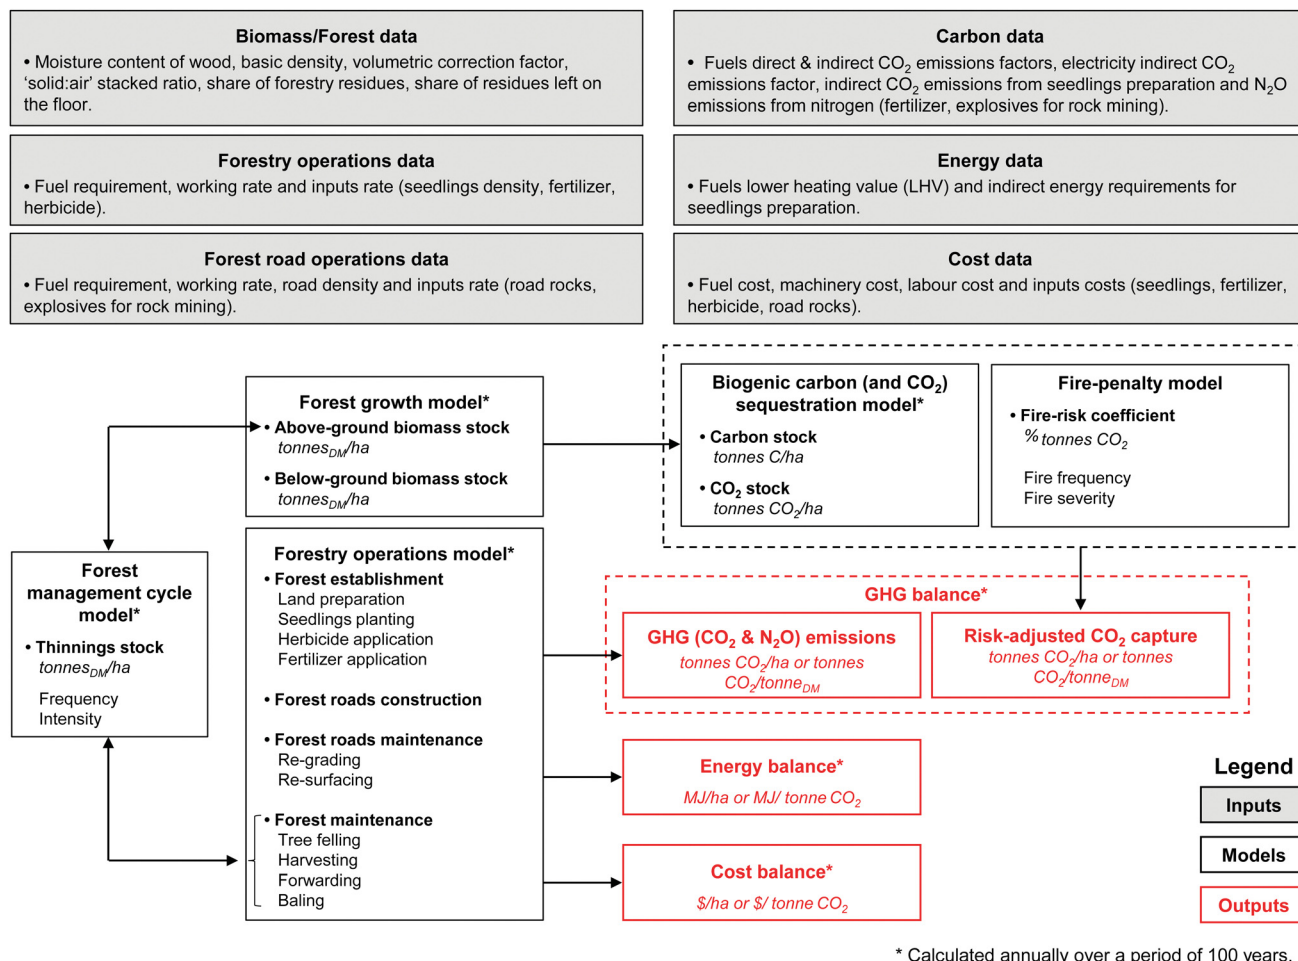 Biomass/Forest data
• Moisture content of wood, basic density, volumetric correction factor,
‘solid:air’ stacked ratio, share of forestry residues, share of residues left on
the floor.
Carbon data
• Fuels direct & indirect CO₂ emissions factors, electricity indirect CO₂
emissions factor, indirect CO₂ emissions from seedlings preparation and N₂O
emissions from nitrogen (fertilizer, explosives for rock mining).
Forestry operations data
• Fuel requirement, working rate and inputs rate (seedlings density, fertilizer,
herbicide).
Energy data
• Fuels lower heating value (LHV) and indirect energy requirements for
seedlings preparation.
Forest road operations data
• Fuel requirement, working rate, road density and inputs rate (road rocks,
explosives for rock mining).
Cost data
• Fuel cost, machinery cost, labour cost and inputs costs (seedlings, fertilizer,
herbicide, road rocks).
Forest growth model*
• Above-ground biomass stock
tonnesDM/ha
• Below-ground biomass stock
tonnesDM/ha
Biogenic carbon (and CO₂)
sequestration model*
• Carbon stock
tonnes C/ha
• CO₂ stock
tonnes CO₂/ha
Fire-penalty model
• Fire-risk coefficient
% tonnes CO₂
Fire frequency
Fire severity
Forest
management cycle
model*
• Thinnings stock
tonnesDM/ha
Frequency
Intensity
Forestry operations model*
• Forest establishment
Land preparation
Seedlings planting
Herbicide application
Fertilizer application
• Forest roads construction
• Forest roads maintenance
Re-grading
Re-surfacing
• Forest maintenance
Tree felling
Harvesting
Forwarding
Baling
GHG balance*
GHG (CO₂ & N₂O) emissions
tonnes CO₂/ha or tonnes
CO₂/tonneDM
Risk-adjusted CO₂ capture
tonnes CO₂/ha or tonnes
CO₂/tonneDM
Energy balance*
MJ/ha or MJ/ tonne CO₂
Cost balance*
$/ha or $/ tonne CO₂
Legend
Inputs
Models
Outputs
* Calculated annually over a period of 100 years.